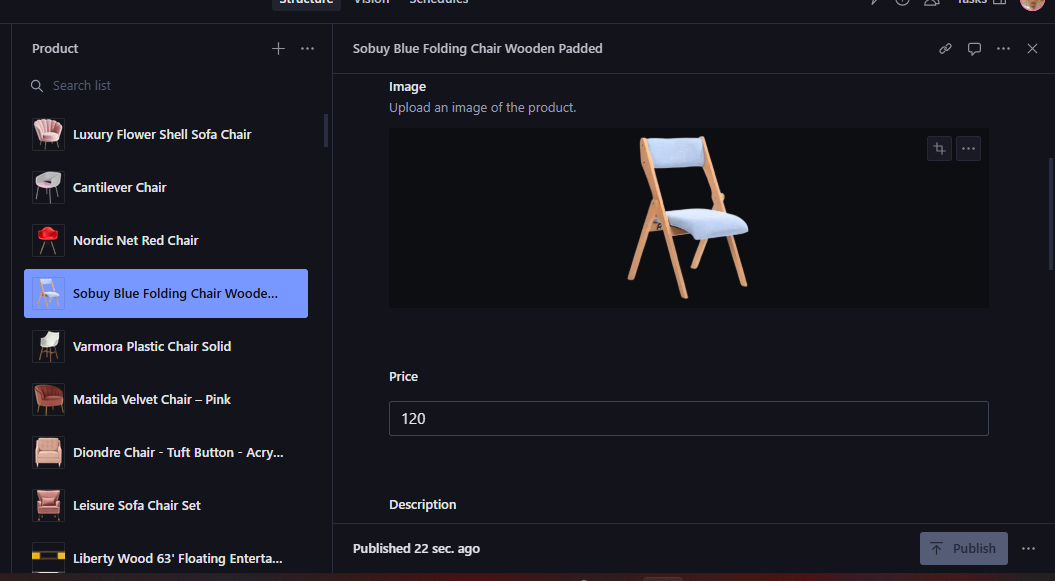 Structure Vision Schedules Tasks
Product
Search list
Luxury Flower Shell Sofa Chair
Cantilever Chair
Nordic Net Red Chair
Sobuy Blue Folding Chair Woode...
Varmora Plastic Chair Solid
Matilda Velvet Chair – Pink
Diondre Chair - Tuft Button - Acry...
Leisure Sofa Chair Set
Liberty Wood 63' Floating Enterta...
Sobuy Blue Folding Chair Wooden Padded
Image
Upload an image of the product.
Price
120
Description
Published 22 sec. ago
Publish